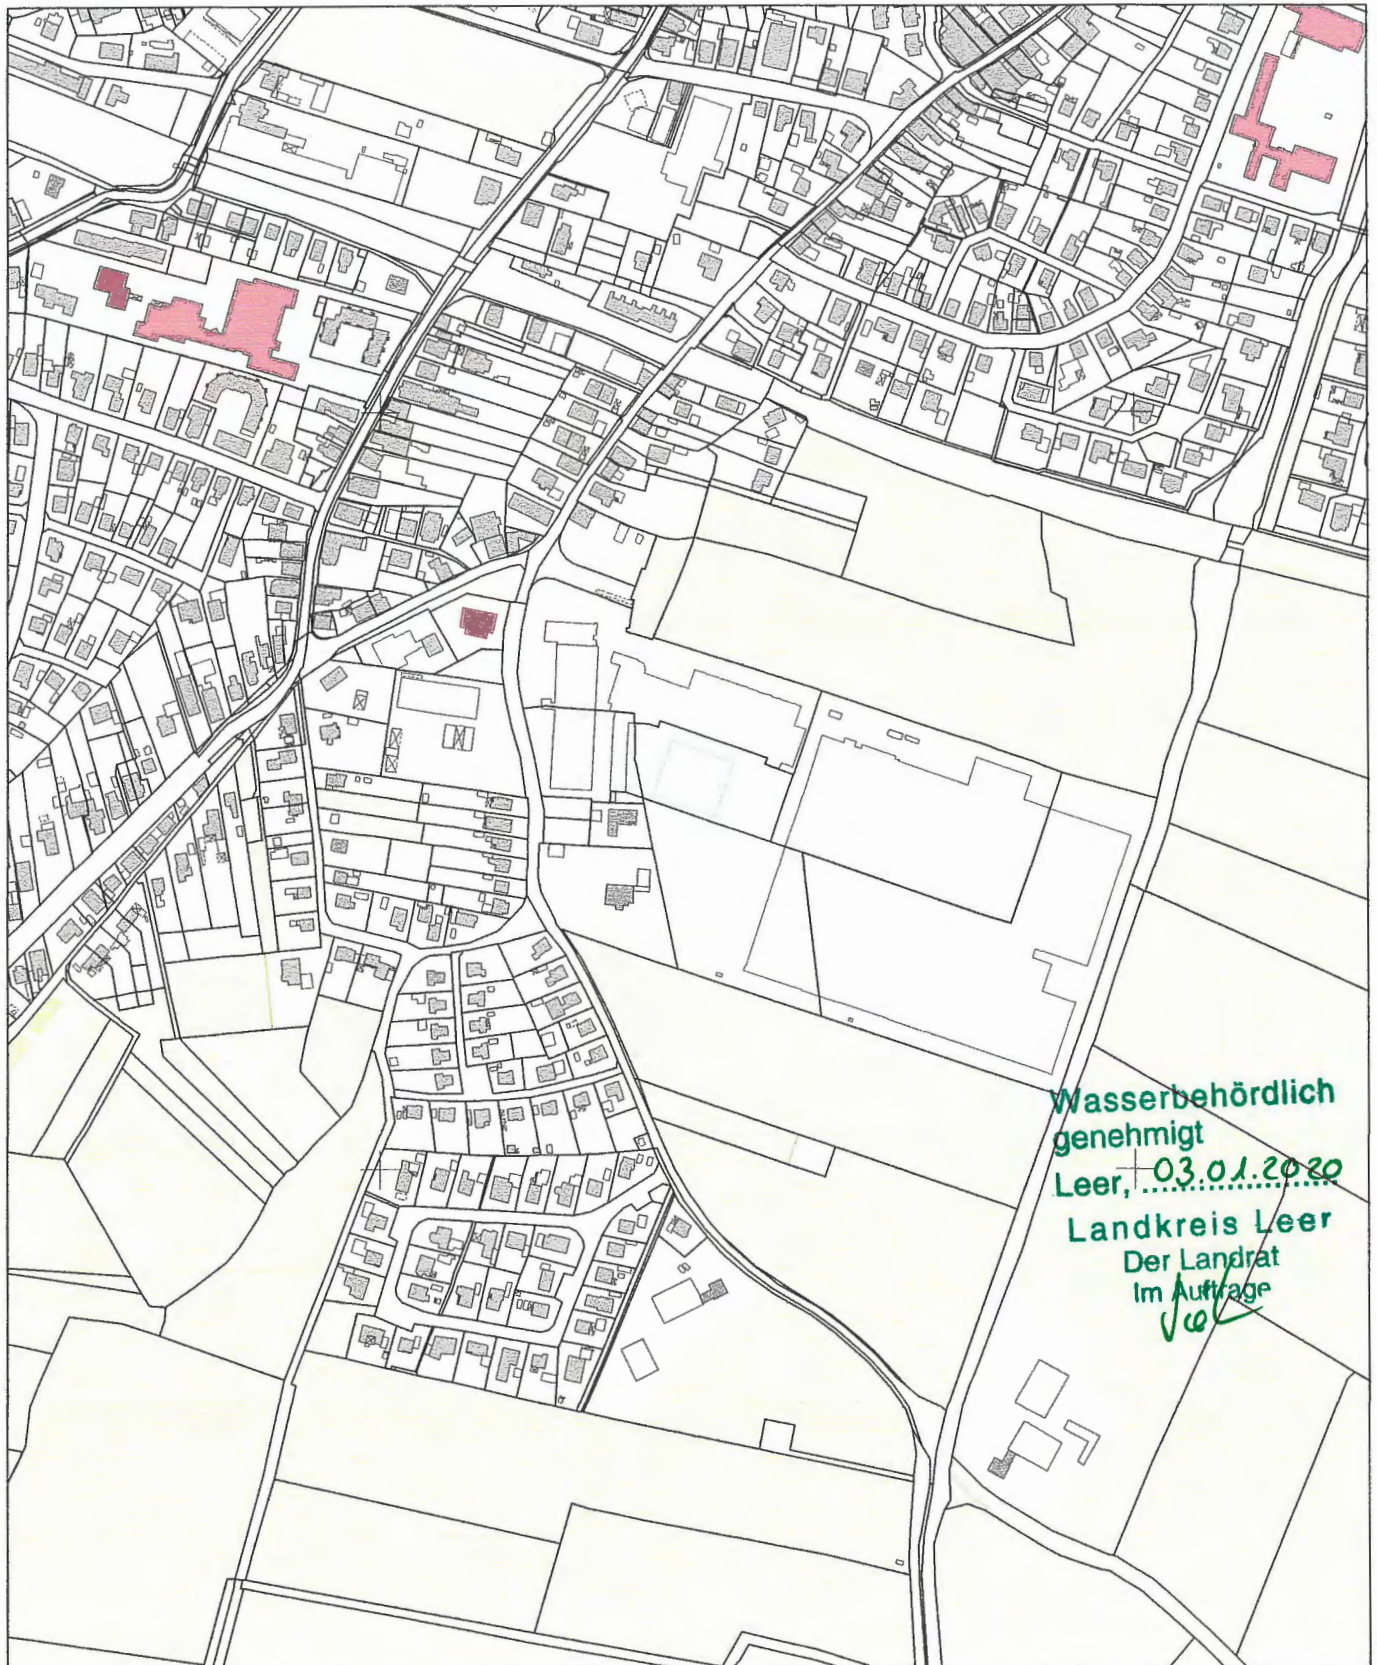 Wasserbehördlich
genehmigt
Leer, 03.01.2020
Landkreis Leer
Der Landrat
Im Auftrage